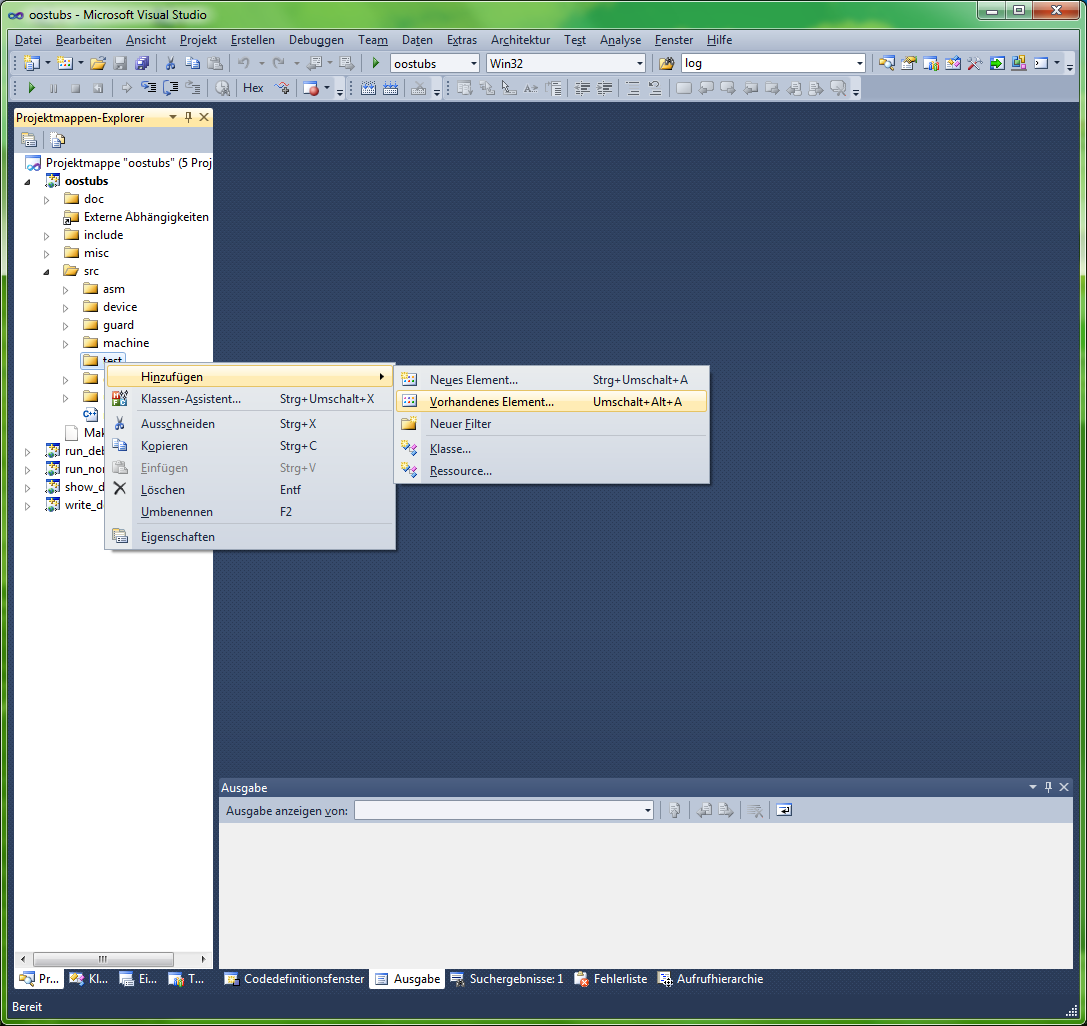 oostubs - Microsoft Visual Studio
Datei Bearbeiten Ansicht Projekt Erstellen Debuggen Team Daten Extras Architektur Test Analyse Fenster Hilfe
oostubs Win32 log
Hex
Projektmappen-Explorer
Projektmappe "oostubs" (5 Proj
oostubs
doc
Externe Abhängigkeiten
include
misc
src
asm
device
guard
machine
test
Mak
run_deb
run_nor
show_d
write_d
Hinzufügen
Klassen-Assistent... Strg+Umschalt+X
Ausschneiden Strg+X
Kopieren Strg+C
Einfügen Strg+V
Löschen Entf
Umbenennen F2
Eigenschaften
Neues Element... Strg+Umschalt+A
Vorhandenes Element... Umschalt+Alt+A
Neuer Filter
Klasse...
Ressource...
Ausgabe
Ausgabe anzeigen von:
Pr... Kl... Ei... T... Codedefinitionsfenster Ausgabe Suchergebnisse: 1 Fehlerliste Aufrufhierarchie
Bereit